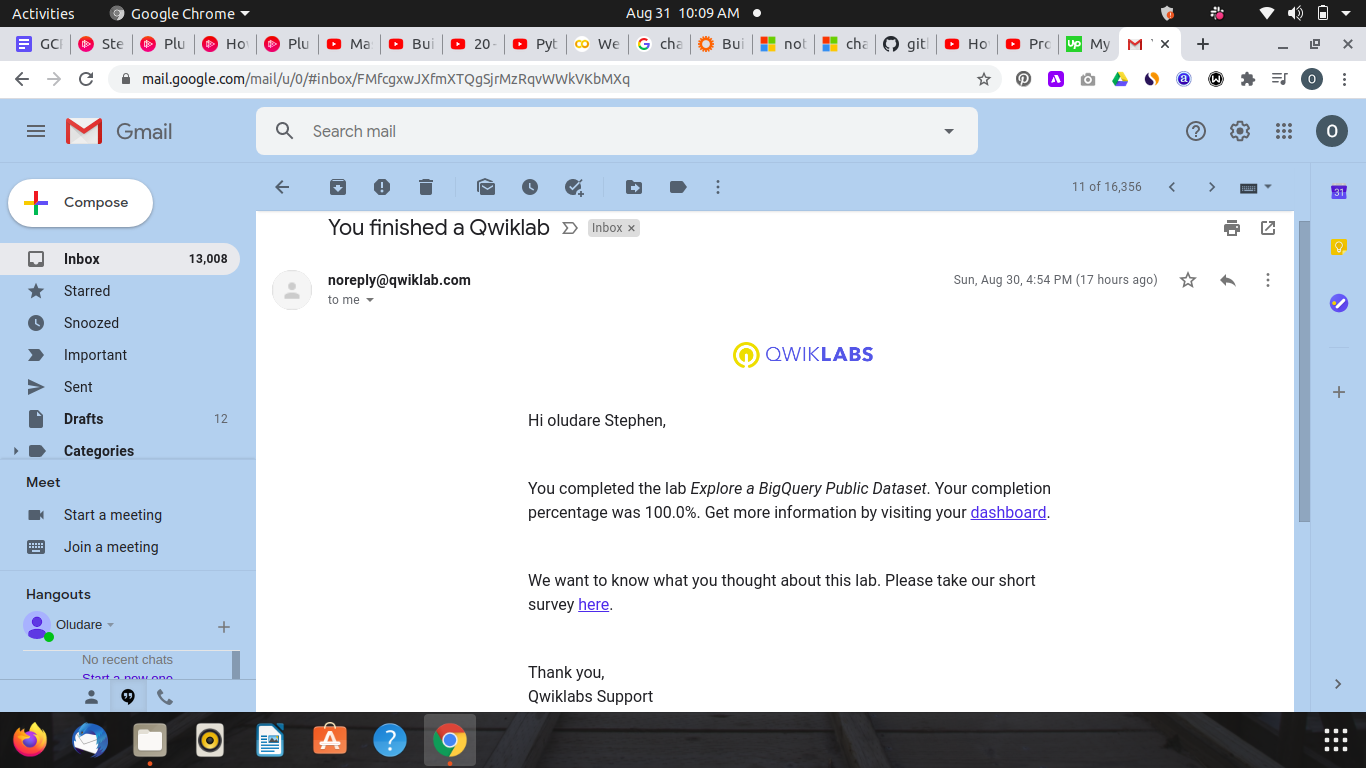 Activities
Google Chrome
Aug 31 10:09 AM
GCI
Ste
Plu
Hov
Plu
Ma
Bui
20
Pyt
We
cha
Bui
not
cha
gitl
Hov
Pro
My
mail.google.com/mail/u/0/#inbox/FMfcgxwJXfmXTQgSjrMzRqvWWkVKbMXq
O
Gmail
Search mail
O
Compose
11 of 16,356
31
You finished a Qwiklab
Inbox ×
Inbox 13,008
Starred
Snoozed
Important
Sent
Drafts 12
Categories
noreply@qwiklab.com
Sun, Aug 30, 4:54 PM (17 hours ago)
to me
QWIKLABS
Hi oludare Stephen,
You completed the lab Explore a BigQuery Public Dataset. Your completion
percentage was 100.0%. Get more information by visiting your dashboard.
We want to know what you thought about this lab. Please take our short
survey here.
Thank you,
Qwiklabs Support
Meet
Start a meeting
Join a meeting
Hangouts
Oludare
No recent chats
Start a new one